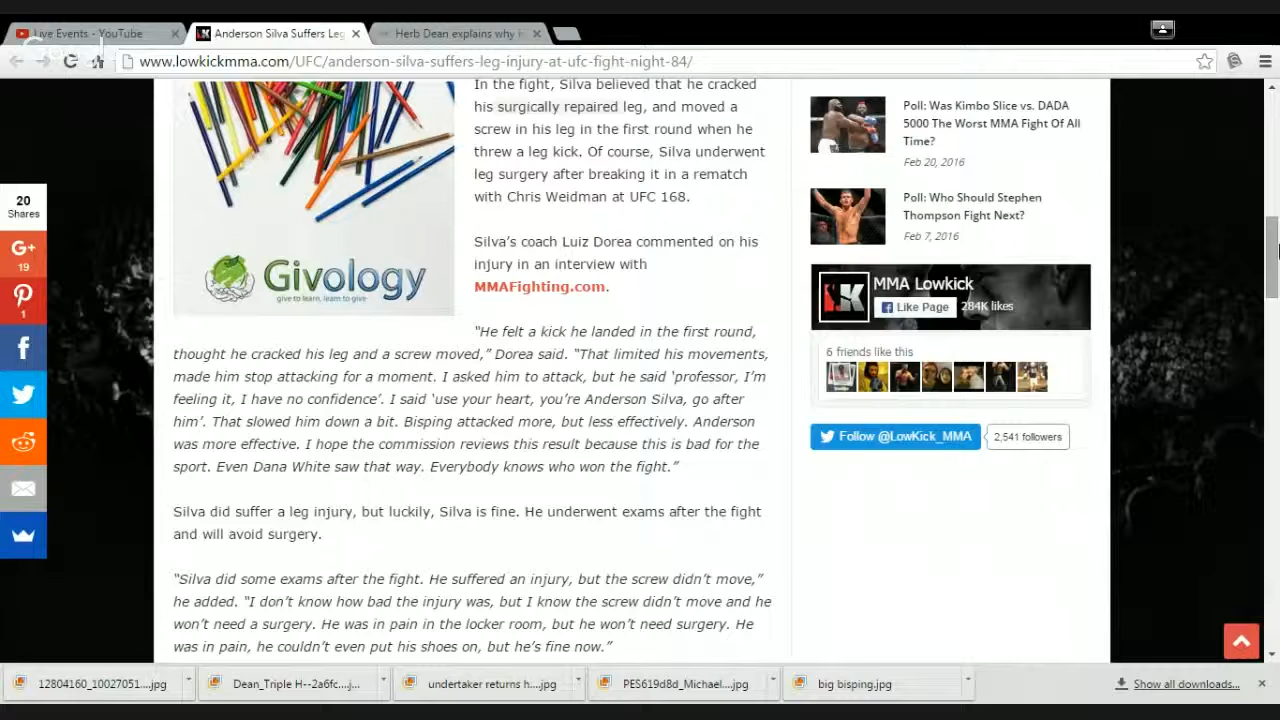 Live Events - YouTube
Anderson Silva Suffers Leg
Herb Dean explains why
www.lowkickmma.com/UFC/anderson-silva-suffers-leg-injury-at-ufc-fight-night-84/
20
Shares
19
1
Givology
give to learn, learn to give
In the fight, Silva believed that he cracked
his surgically repaired leg, and moved a
screw in his leg in the first round when he
threw a leg kick. Of course, Silva underwent
leg surgery after breaking it in a rematch
with Chris Weidman at UFC 168.
Silva's coach Luiz Dorea commented on his
injury in an interview with
MMAFighting.com.
“He felt a kick he landed in the first round,
thought he cracked his leg and a screw moved,” Dorea said. “That limited his movements,
made him stop attacking for a moment. I asked him to attack, but he said ‘professor, I’m
feeling it, I have no confidence’. I said ‘use your heart, you’re Anderson Silva, go after
him’. That slowed him down a bit. Bisping attacked more, but less effectively. Anderson
was more effective. I hope the commission reviews this result because this is bad for the
sport. Even Dana White saw that way. Everybody knows who won the fight.”
Silva did suffer a leg injury, but luckily, Silva is fine. He underwent exams after the fight
and will avoid surgery.
“Silva did some exams after the fight. He suffered an injury, but the screw didn’t move,”
he added. “I don’t know how bad the injury was, but I know the screw didn’t move and he
won’t need a surgery. He was in pain in the locker room, but he won’t need surgery. He
was in pain, he couldn’t even put his shoes on, but he’s fine now.”
Poll: Was Kimbo Slice vs. DADA
5000 The Worst MMA Fight Of All
Time?
Feb 20, 2016
Poll: Who Should Stephen
Thompson Fight Next?
Feb 7, 2016
MMA Lowkick
Like Page
284K likes
6 friends like this
Follow @LowKick_MMA
2,541 followers
12804160_10027051...jpg
Dean_Triple H--2a6fc...j...
undertaker returns h...jpg
PES619d8d_Michael...jpg
big bisping.jpg
Show all downloads...